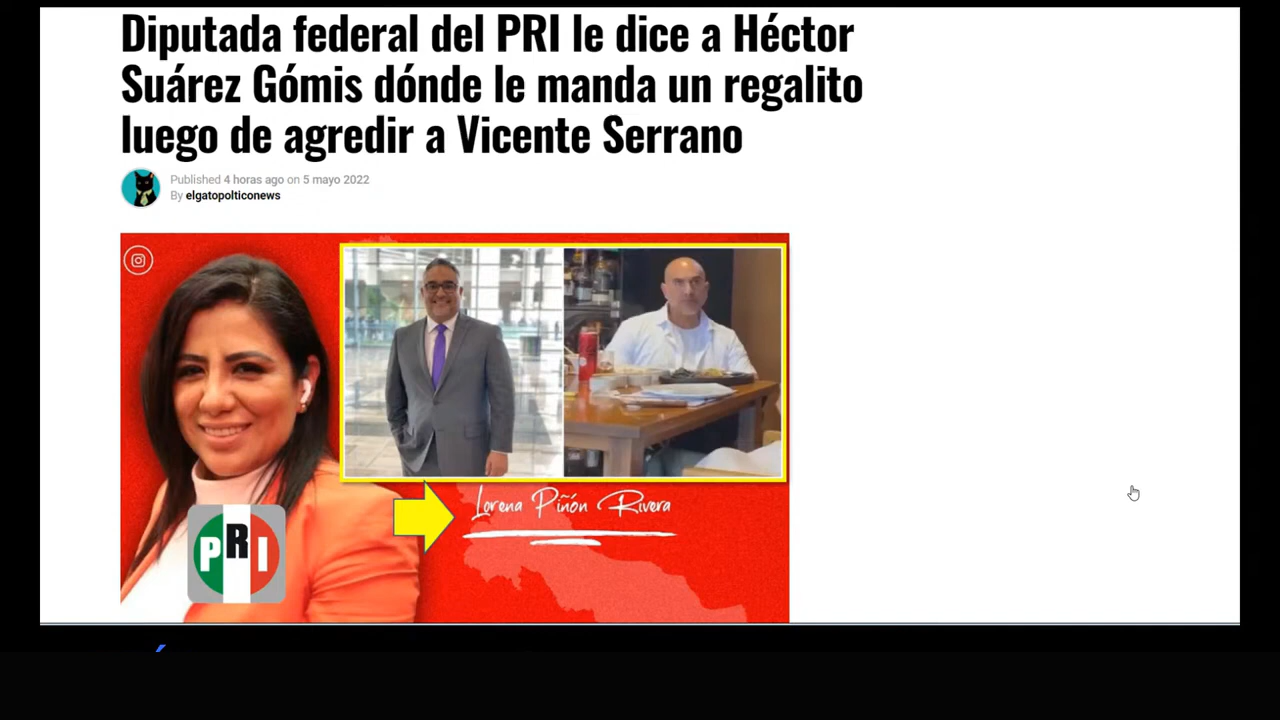 Diputada federal del PRI le dice a Héctor
Suárez Gómis dónde le manda un regalito
luego de agredir a Vicente Serrano
Published 4 horas ago on 5 mayo 2022
By elgatopolticonews
Lorena Piñón Rivera
PRI